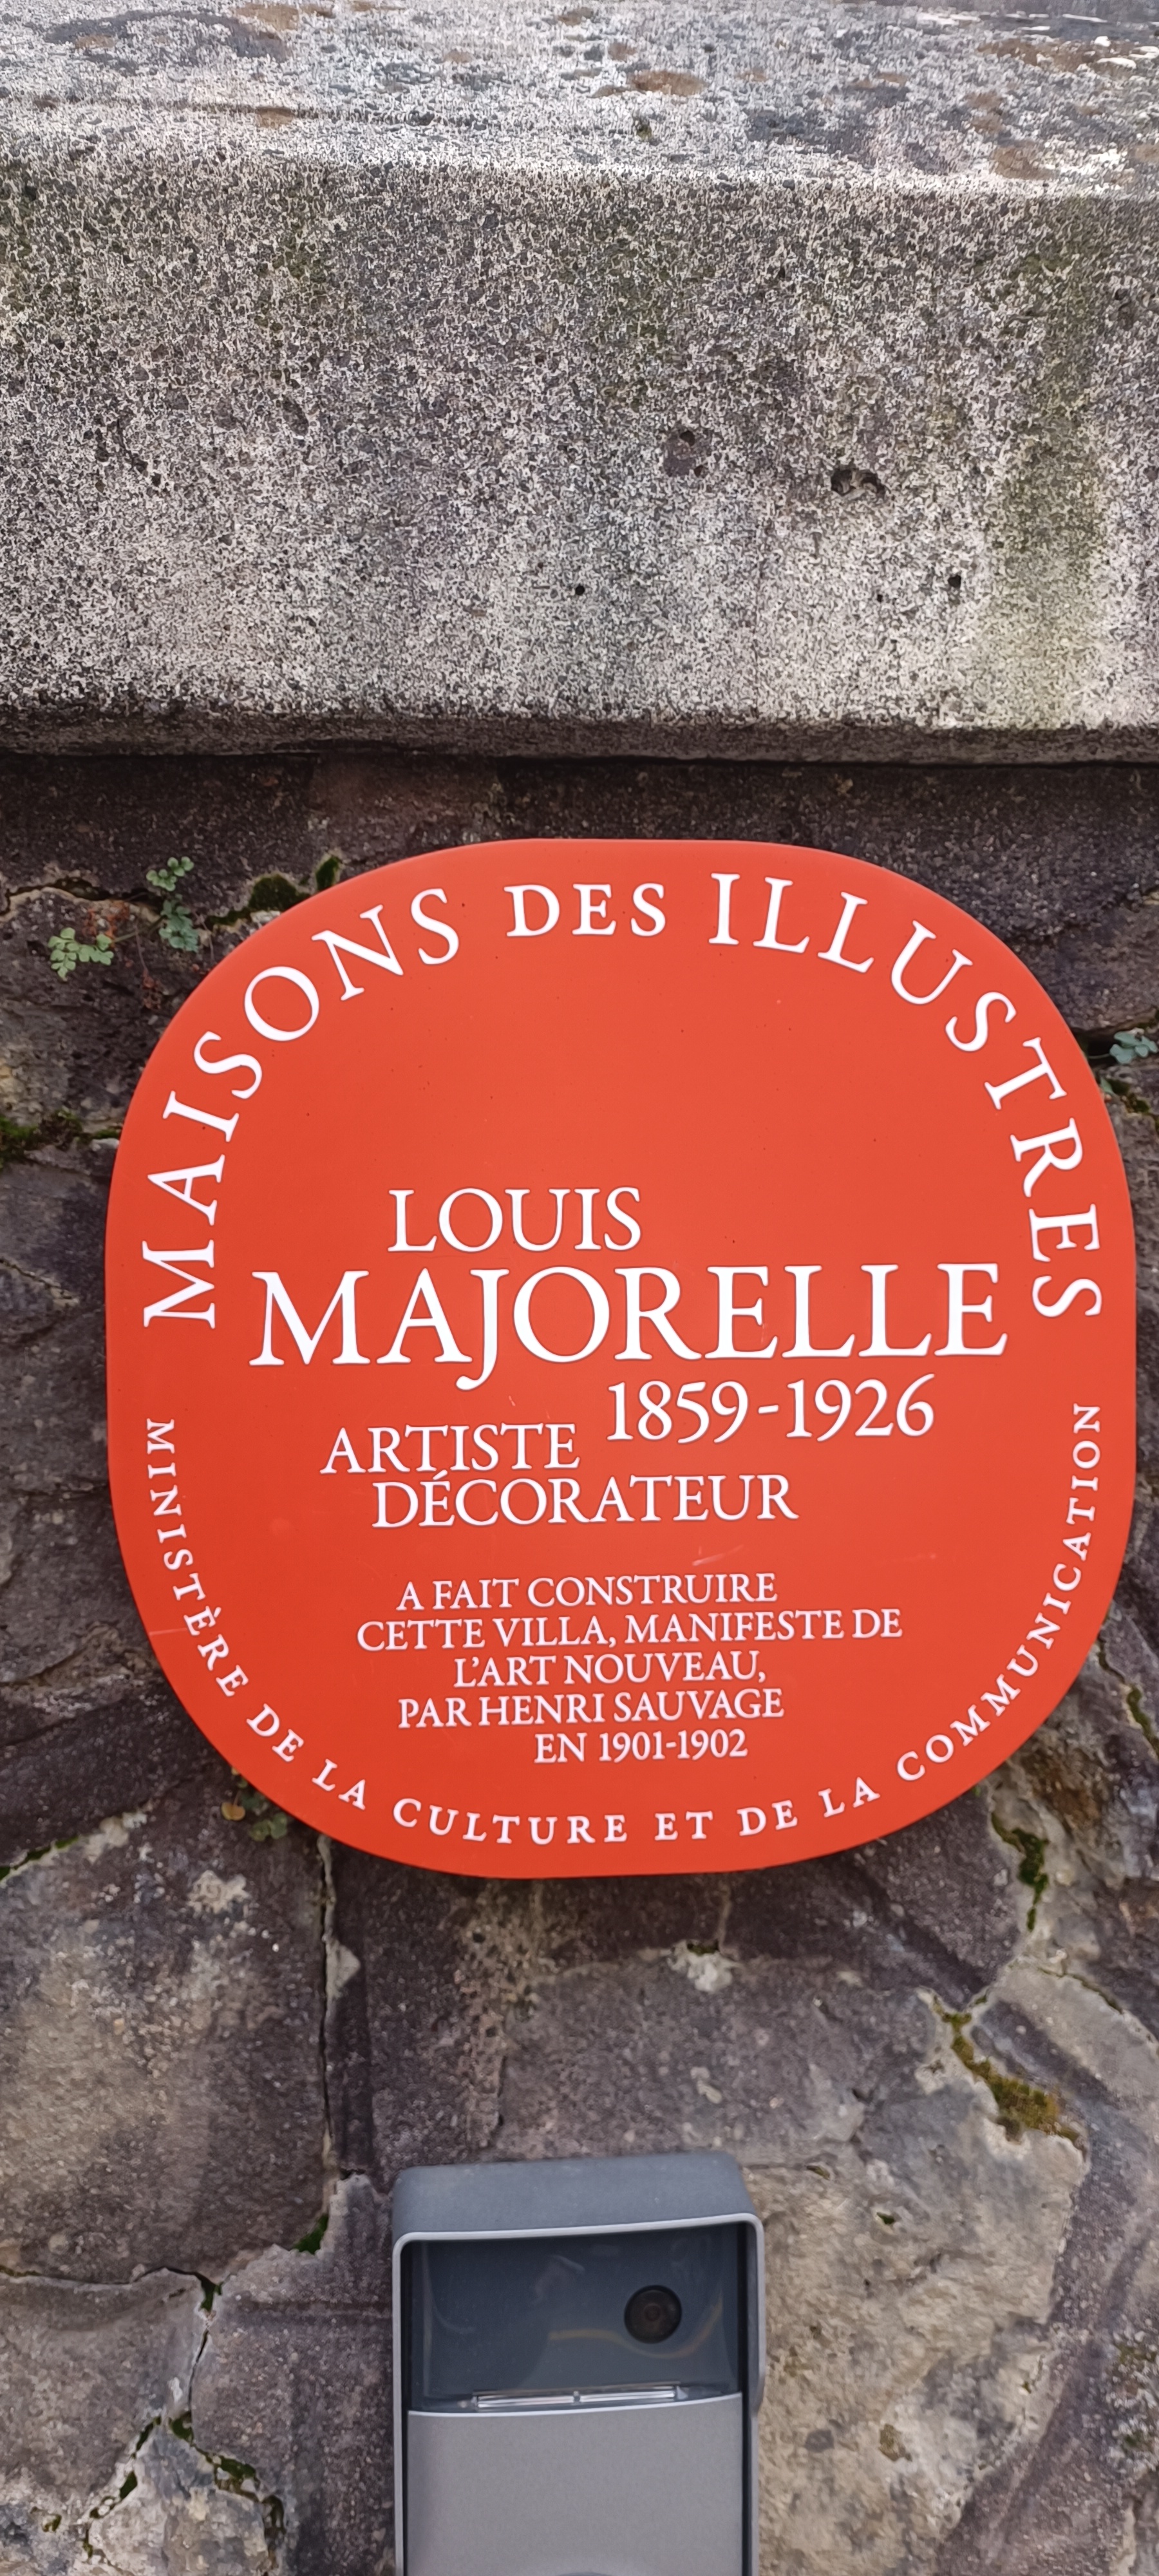 MAISONS DES ILLUSTRES
LOUIS
MAJORELLE
1859-1926
ARTISTE
DÉCORATEUR
A FAIT CONSTRUIRE
CETTE VILLA, MANIFESTE DE
L'ART NOUVEAU,
PAR HENRI SAUVAGE
EN 1901-1902
MINISTÈRE DE LA CULTURE ET DE LA COMMUNICATION